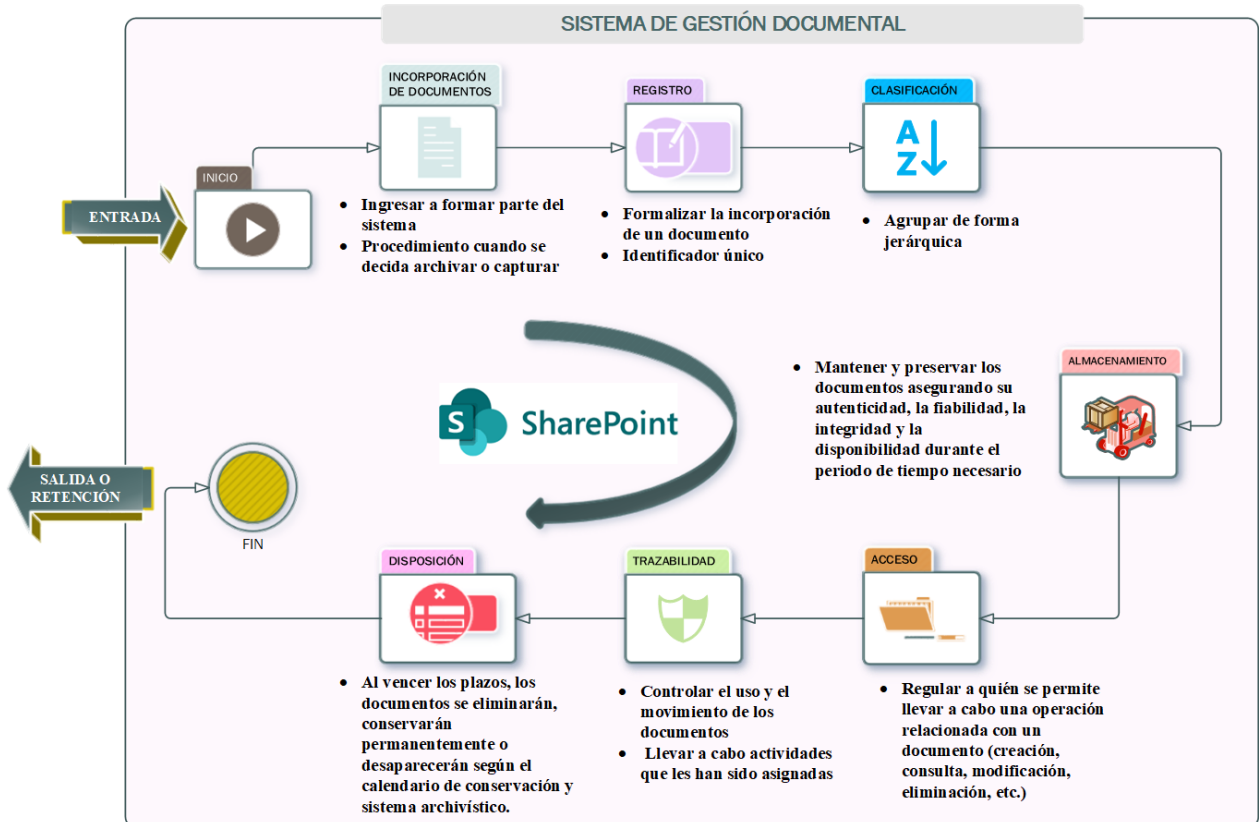 SISTEMA DE GESTIÓN DOCUMENTAL
ENTRADA
INICIO
INCORPORACIÓN
DE DOCUMENTOS
• Ingresar a formar parte del
sistema
• Procedimiento cuando se
decida archivar o capturar
REGISTRO
• Formalizar la incorporación
de un documento
• Identificador único
CLASIFICACIÓN
A
Z
• Agrupar de forma
jerárquica
ALMACENAMIENTO
• Mantener y preservar los
documentos asegurando su
autenticidad, la fiabilidad, la
integridad y la
disponibilidad durante el
periodo de tiempo necesario
S
SharePoint
ACCESO
• Regular a quién se permite
llevar a cabo una operación
relacionada con un
documento (creación,
consulta, modificación,
eliminación, etc.)
TRAZABILIDAD
• Controlar el uso y el
movimiento de los
documentos
• Llevar a cabo actividades
que les han sido asignadas
DISPOSICIÓN
• Al vencer los plazos, los
documentos se eliminarán,
conservarán
permanentemente o
desaparecerán según el
calendario de conservación y
sistema archivístico.
FIN
SALIDA O
RETENCIÓN